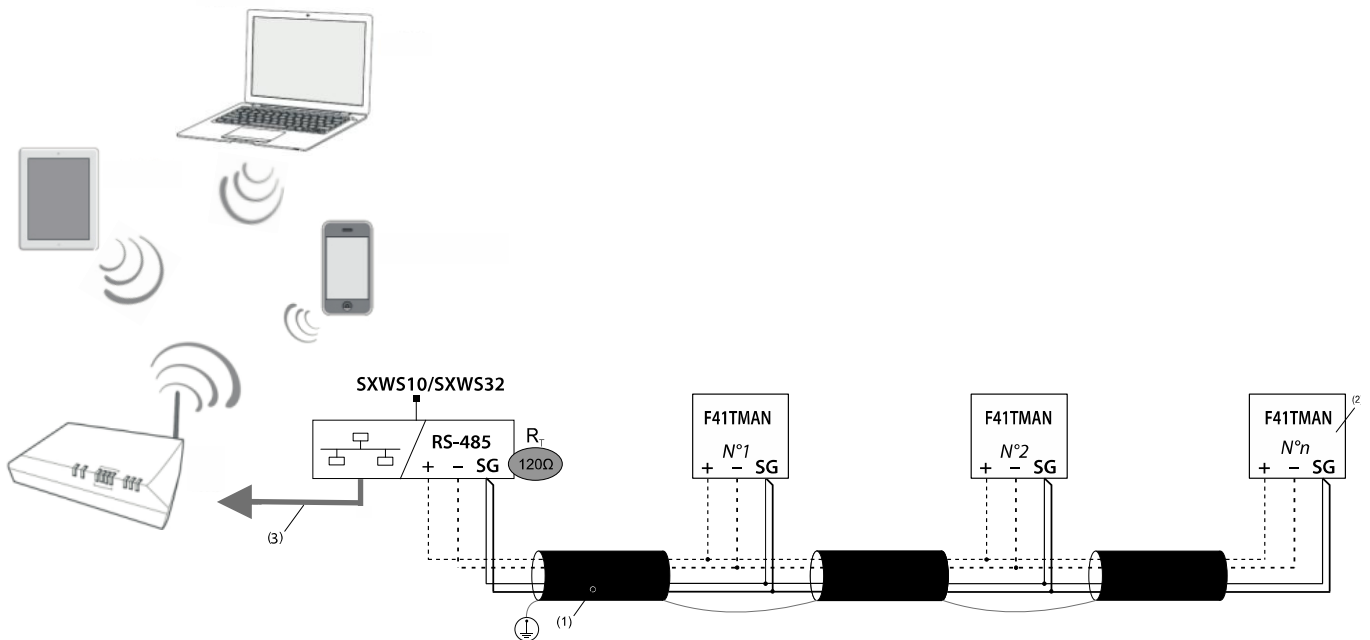 SXWS10/SXWS32
RS-485
+ − SG
R_T
120Ω
F41TMAN
N°1
+ − SG
F41TMAN
N°2
+ − SG
F41TMAN
N°n
+ − SG
(2
(3)
(1)